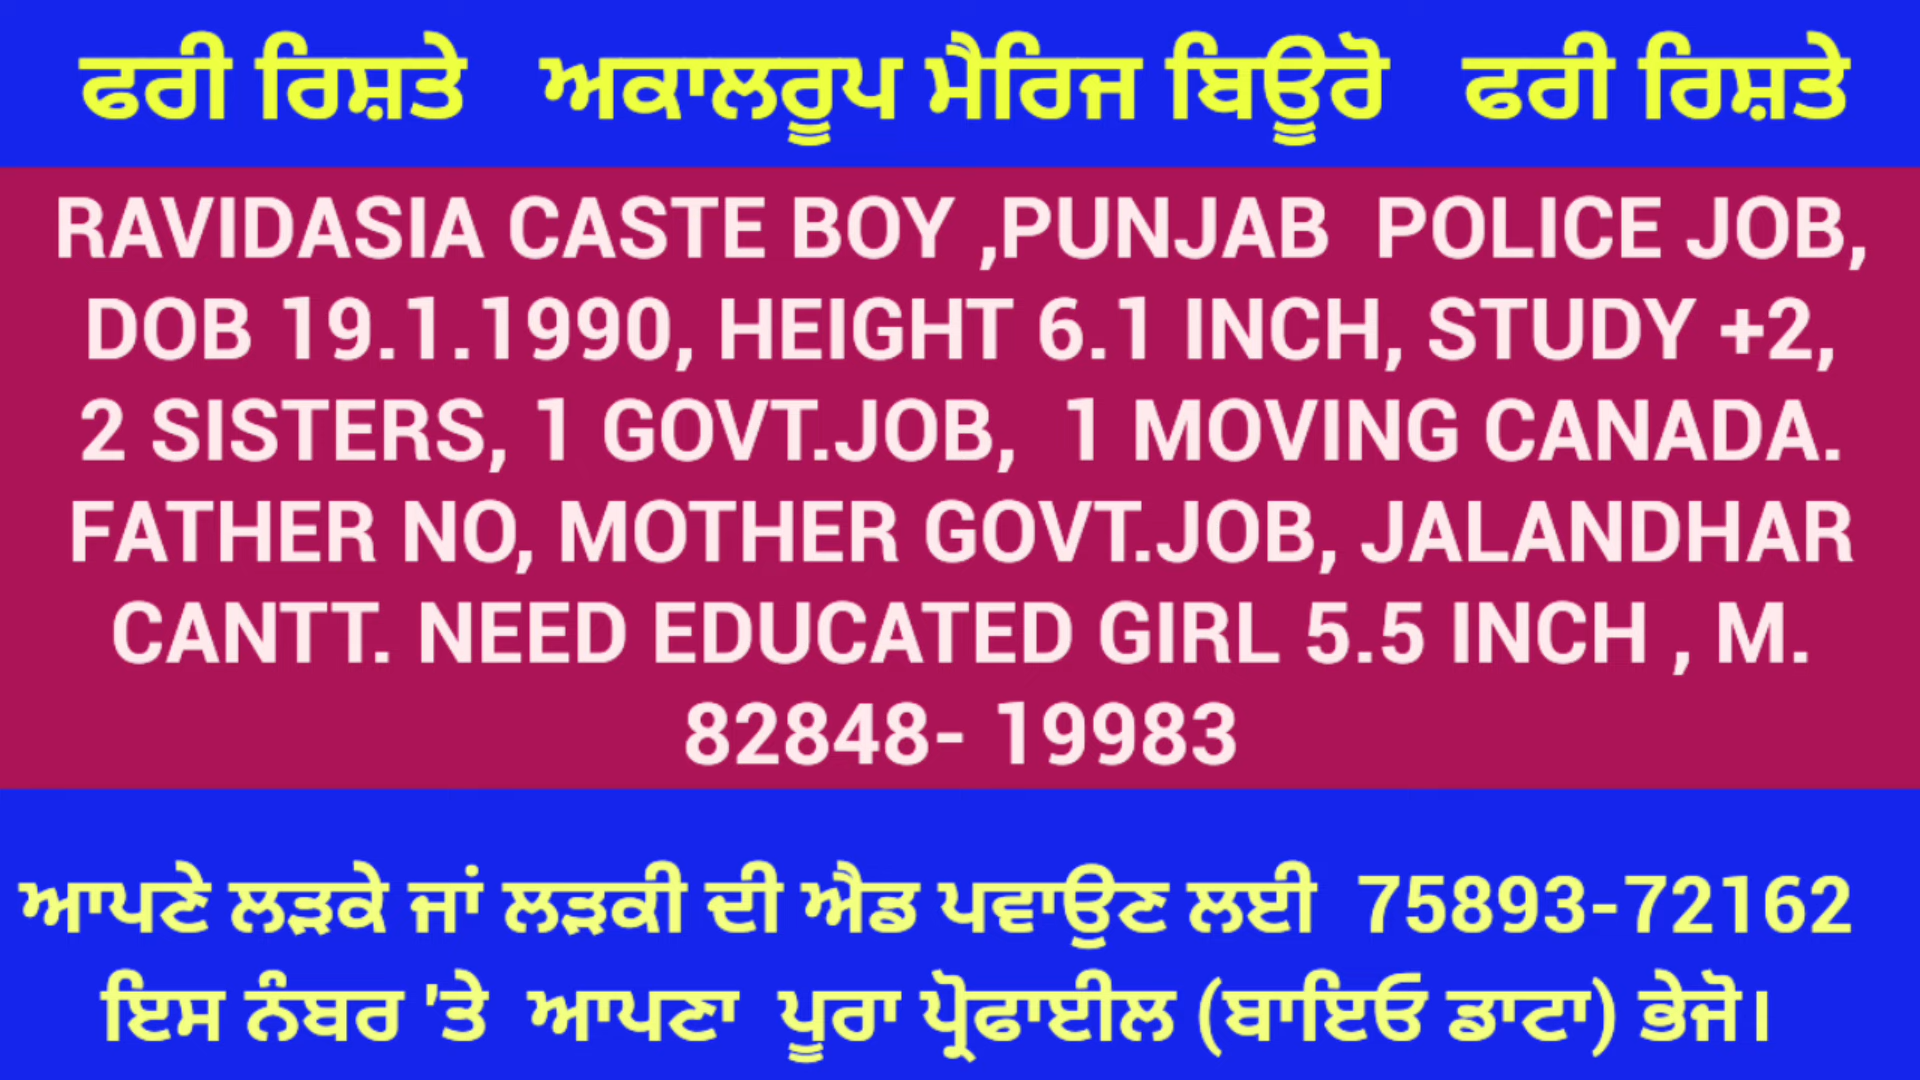 ਫਰੀ ਰਿਸ਼ਤੇ ਅਕਾਲਰੂਪ ਮੈਰਿਜ ਬਿਊਰੋ ਫਰੀ ਰਿਸ਼ਤੇ
RAVIDASIA CASTE BOY ,PUNJAB POLICE JOB,
DOB 19.1.1990, HEIGHT 6.1 INCH, STUDY +2,
2 SISTERS, 1 GOVT.JOB, 1 MOVING CANADA.
FATHER NO, MOTHER GOVT.JOB, JALANDHAR
CANTT. NEED EDUCATED GIRL 5.5 INCH , M.
82848- 19983
ਆਪਣੇ ਲੜਕੇ ਜਾਂ ਲੜਕੀ ਦੀ ਐਡ ਪਵਾਉਣ ਲਈ 75893-72162
ਇਸ ਨੰਬਰ 'ਤੇ ਆਪਣਾ ਪੂਰਾ ਪ੍ਰੋਫਾਈਲ (ਬਾਇਓ ਡਾਟਾ) ਭੇਜੋ।